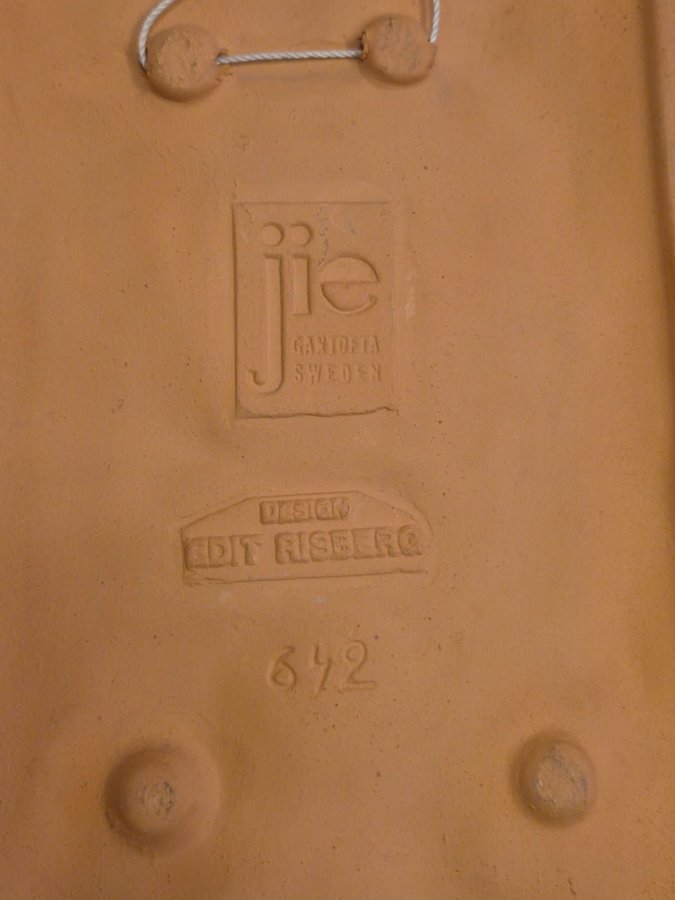 jie
GANTOFTA
SWEDEN
DESIGN
EDIT RISBERG
642